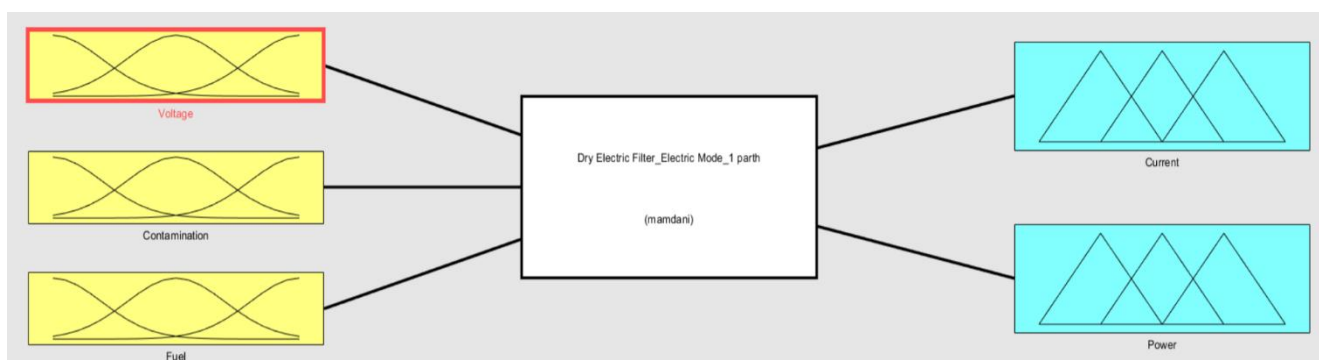 Voltage
Contamination
Fuel
Dry Electric Filter_Electric Mode_1 parth
(mamdani)
Current
Power